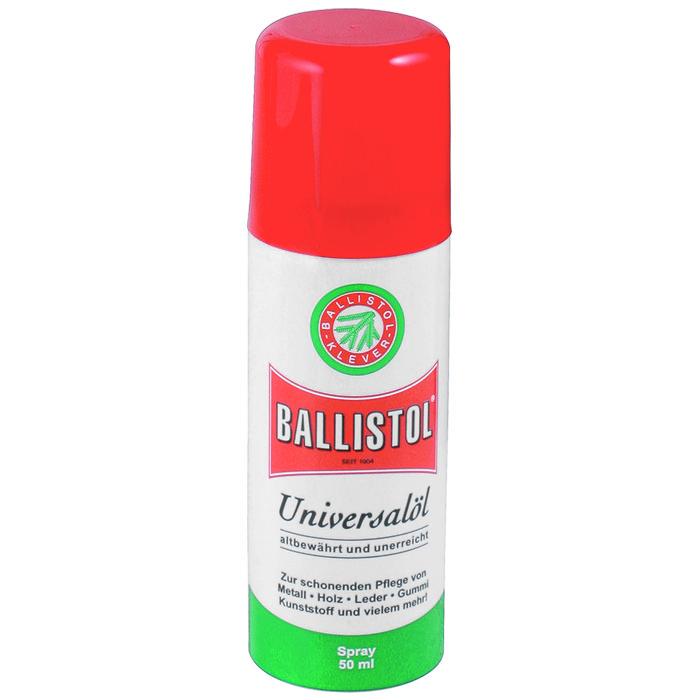 BALLISTOL
-KLEVER-
BALLISTOL®
SEIT 1904
Universalöl
altbewährt und unerreicht
Zur schonenden Pflege von
Metall • Holz • Leder • Gummi
Kunststoff und vielem mehr!
Spray
50 ml